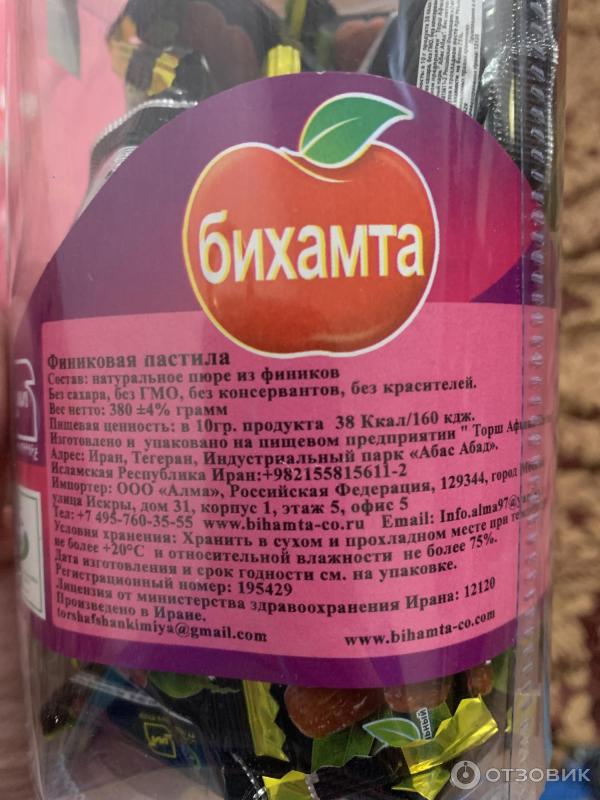 бихамта
Финиковая пастила
Состав: натуральное пюре из фиников
Без сахара, без ГМО, без консервантов, без красителей.
Вес нетто: 380 ±4% грамм
Пищевая ценность: в 10гр. продукта 38 Ккал/160 кдж.
Изготовлено и упаковано на пищевом предприятии " Торш
Адрес: Иран, Тегеран, Индустриальный парк «Абас Абад».
Исламская Республика Иран:+982155815611-2
Импортер: ООО «Алма», Российская Федерация, 129344, город
улица Искры, дом 31, корпус 1, этаж 5, офис 5
Тел: +7 495-760-35-55 www.bihamta-co.ru Email: Info.alma97@
Условия хранения: Хранить в сухом и прохладном месте при
не более +20°C и относительной влажности не более 75%.
Дата изготовления и срок годности см. на упаковке.
Регистрационный номер: 195429
Лицензия от министерства здравоохранения Ирана: 12120
Произведено в Иране.
torshafshankimiya@gmail.com www.bihamta-co.com
ОТЗОВИК